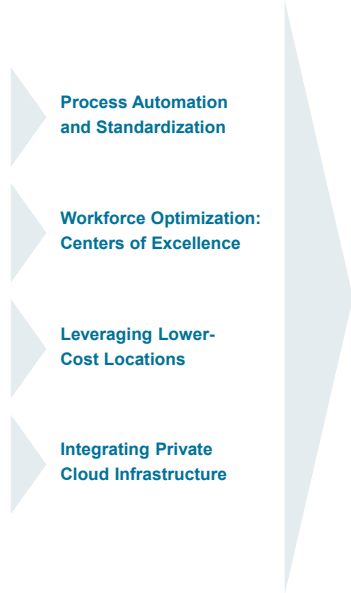 Process Automation
and Standardization
Workforce Optimization:
Centers of Excellence
Leveraging Lower-
Cost Locations
Integrating Private
Cloud Infrastructure